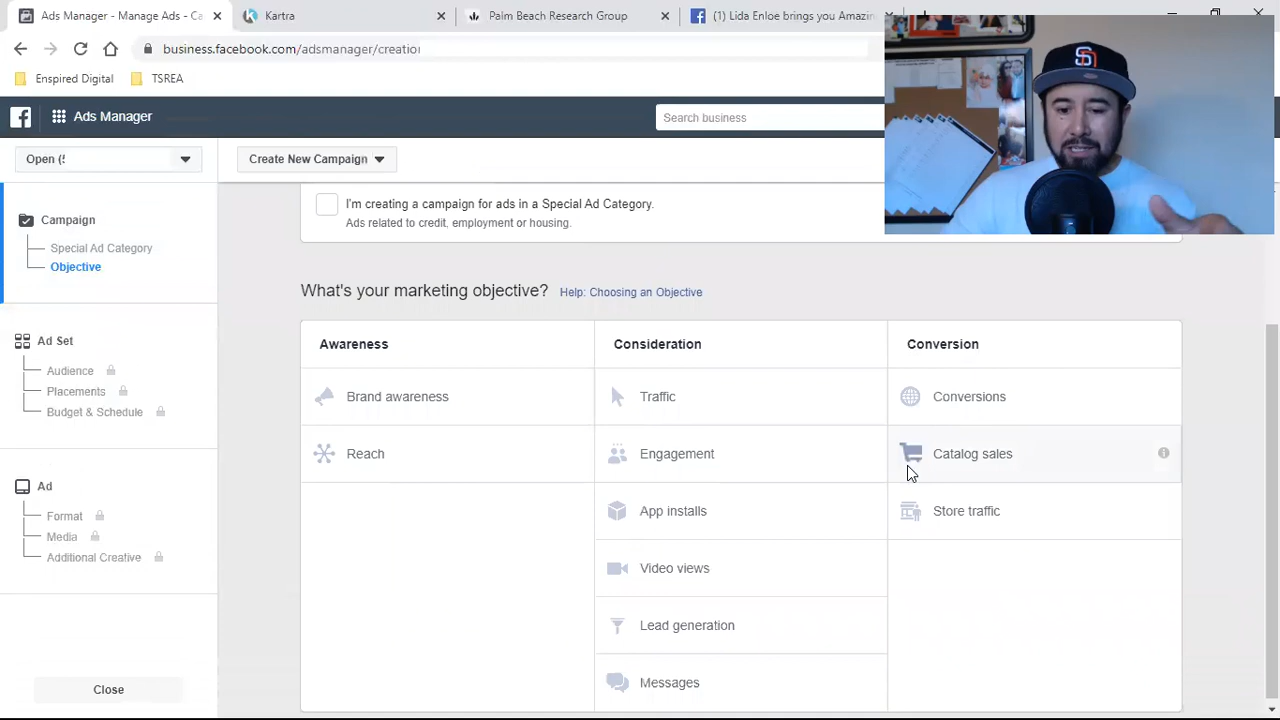 Ads Manager - Manage Ads - Ca
Kartra
Palm Beach Research Group
(1) Lida Enloe brings you Amazin
business.facebook.com/adsmanager/creation
Enspired Digital
TSREA
Ads Manager
Search business
Open (!
Create New Campaign
Campaign
Special Ad Category
Objective
Ad Set
Audience
Placements
Budget & Schedule
Ad
Format
Media
Additional Creative
Close
I'm creating a campaign for ads in a Special Ad Category.
Ads related to credit, employment or housing.
What's your marketing objective? Help: Choosing an Objective
Awareness
Consideration
Conversion
Brand awareness
Traffic
Conversions
Reach
Engagement
Catalog sales
App installs
Store traffic
Video views
Lead generation
Messages